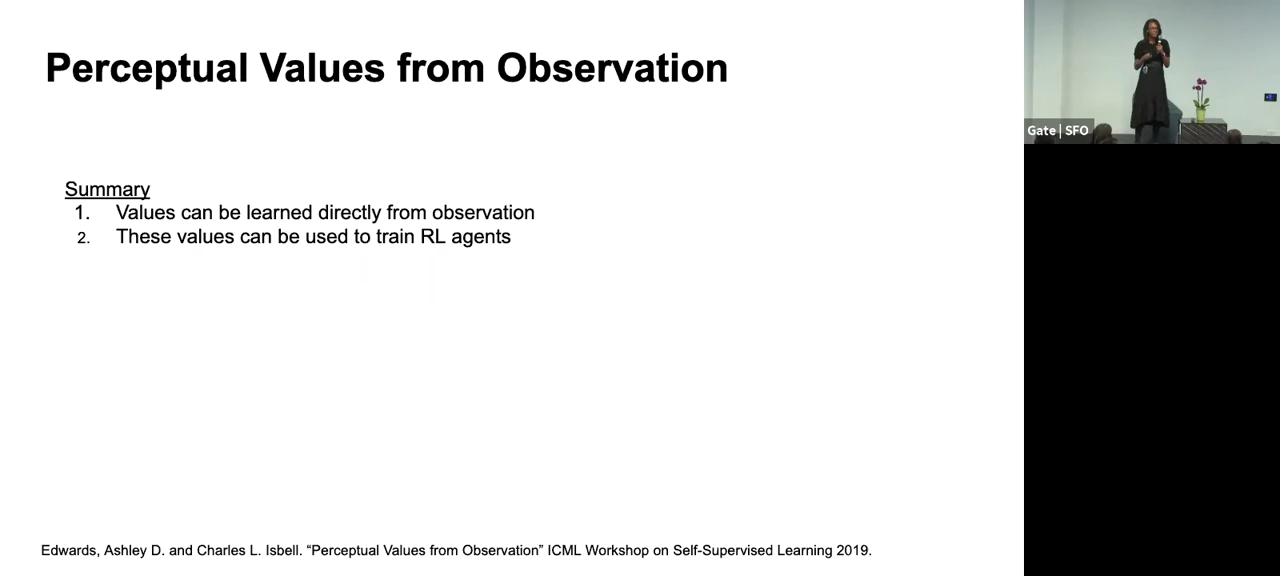 Perceptual Values from Observation
Gate | SFO
Summary
1. Values can be learned directly from observation
2. These values can be used to train RL agents
Edwards, Ashley D. and Charles L. Isbell. “Perceptual Values from Observation” ICML Workshop on Self-Supervised Learning 2019.